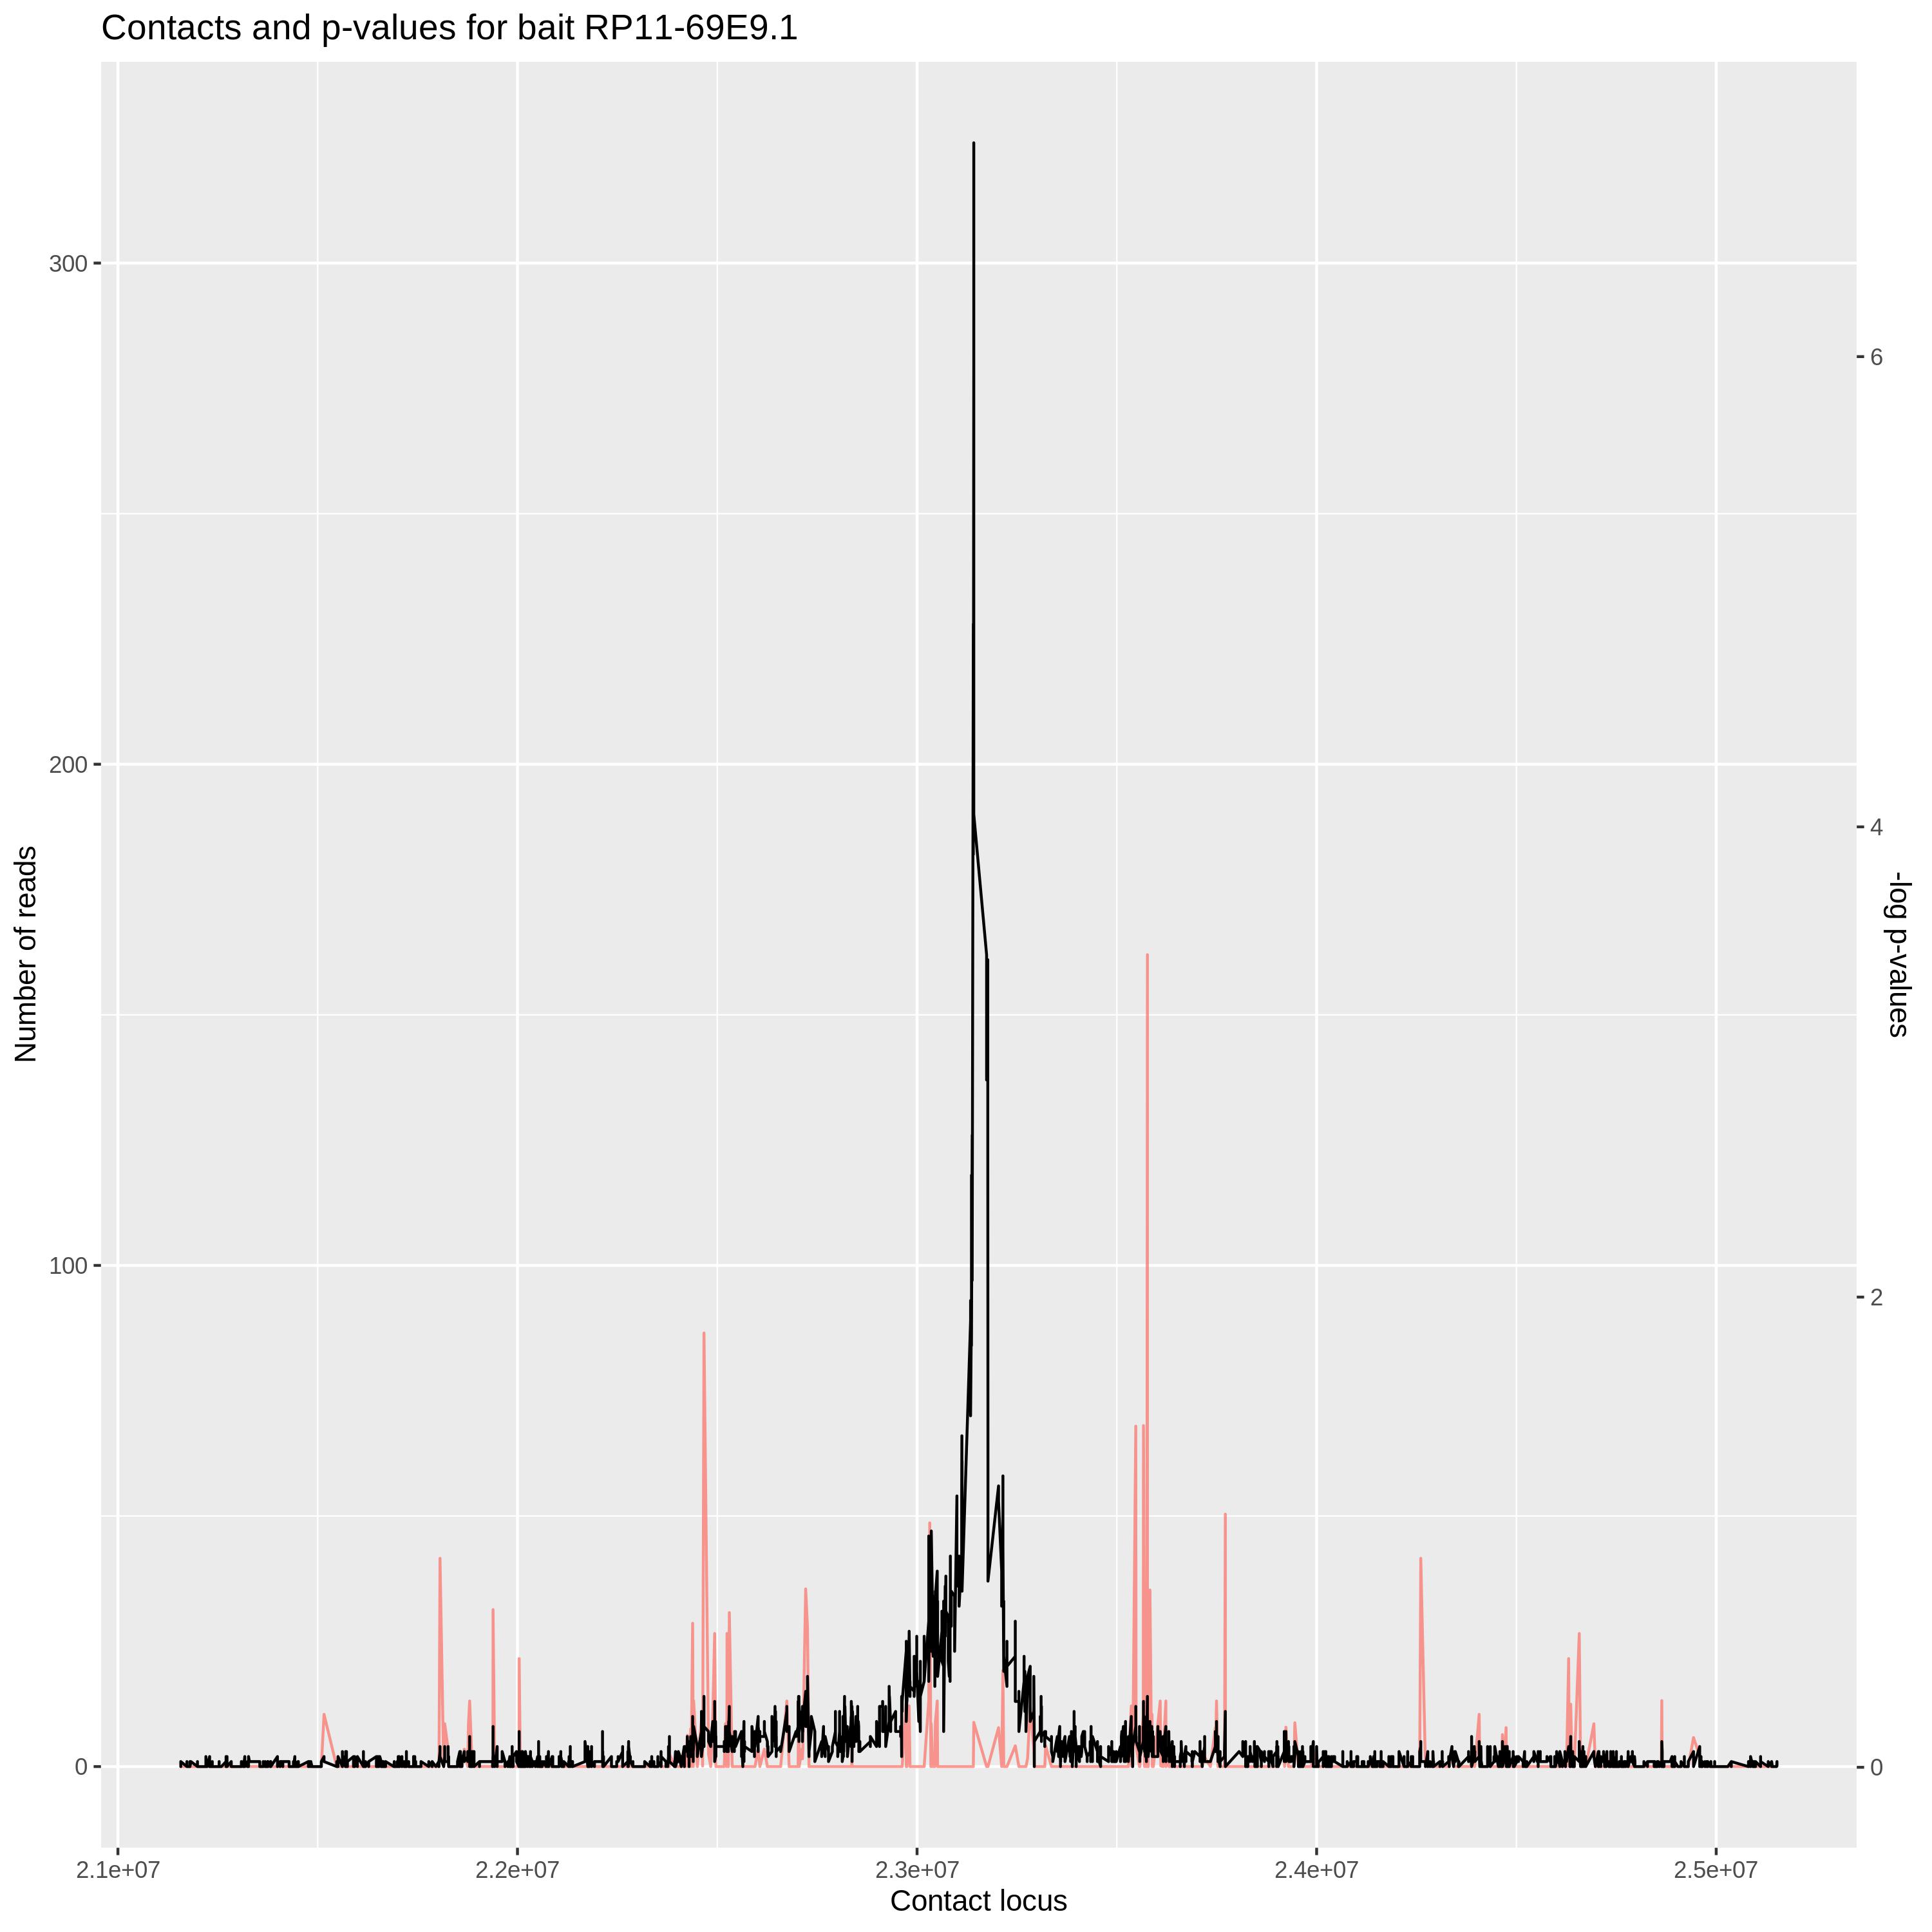 Contacts and p-values for bait RP11-69E9.1
300
200
100
0
Number of reads
6
4
2
0
-log p-values
2.1e+07
2.2e+07
2.3e+07
2.4e+07
2.5e+07
Contact locus